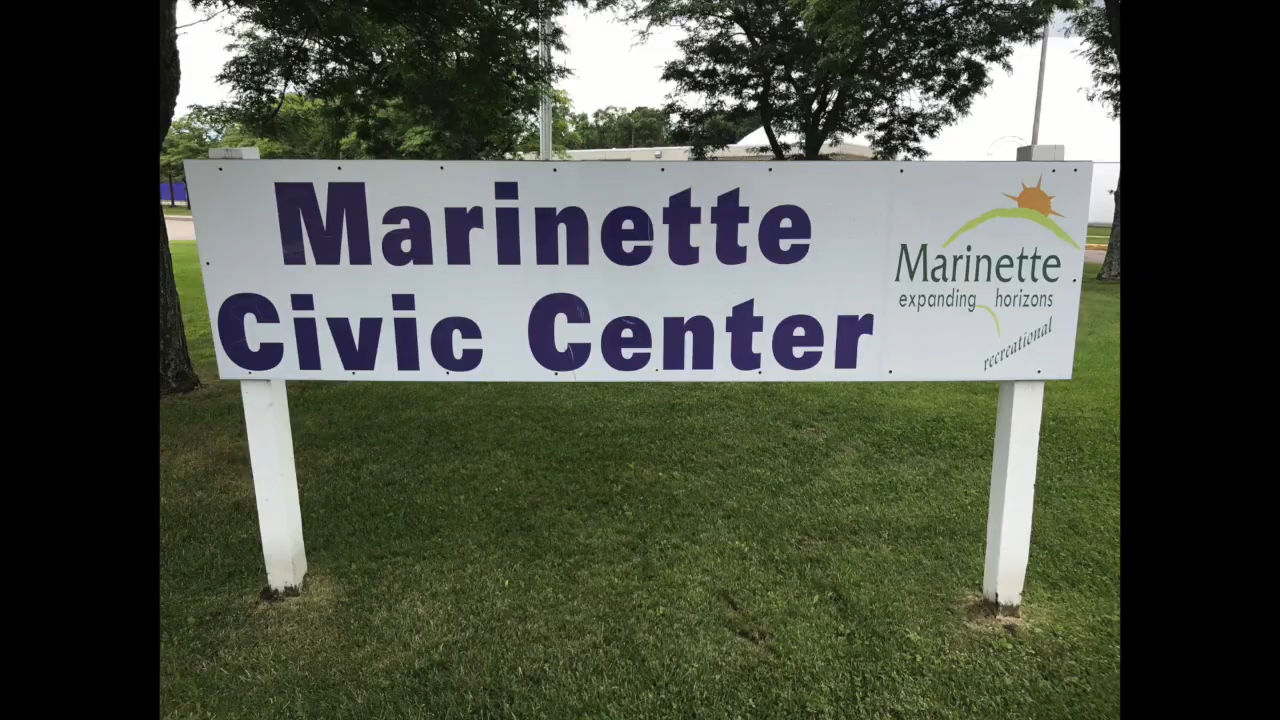 Marinette
Civic Center
Marinette
expanding horizons
recreational